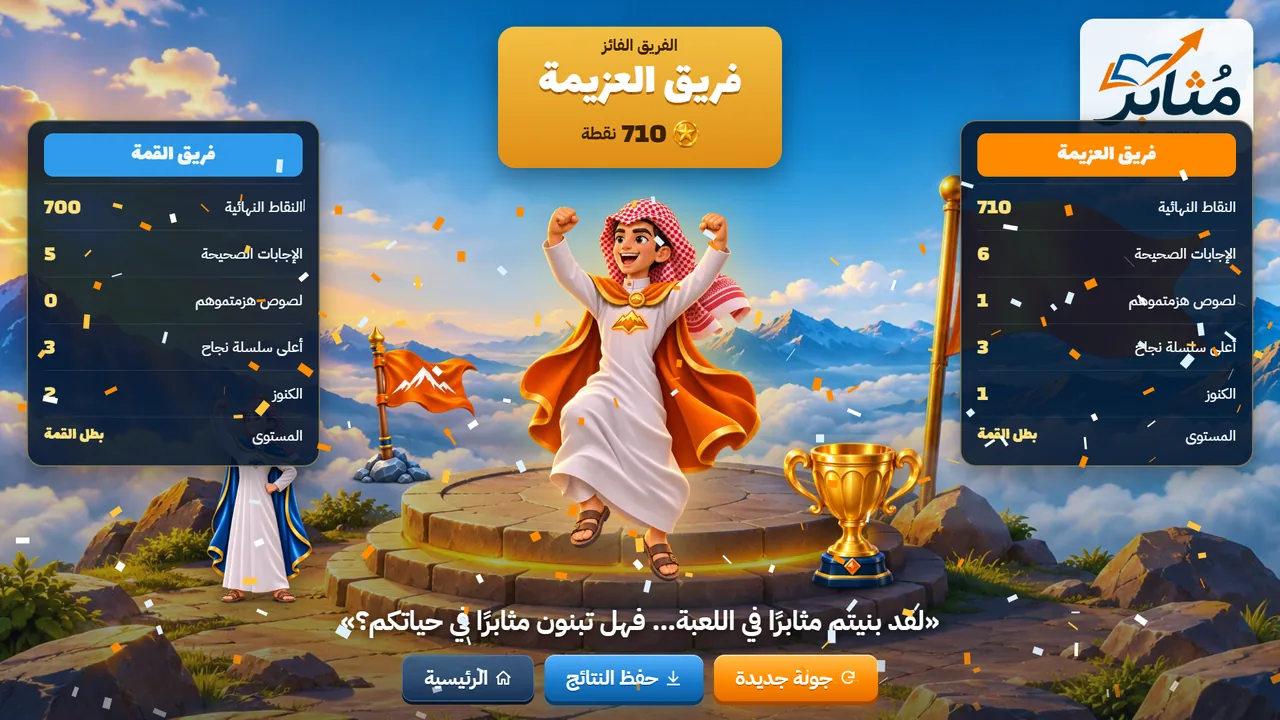 الفريق الفائز
فريق العزيمة
710 نقطة
مُثابر
فريق العزيمة
النقاط النهائية 710
الإجابات الصحيحة 6
لصوص هزمتموهم 1
أعلى سلسلة نجاح 3
الكنوز 1
المستوى بطل القمة
فريق القمة
النقاط النهائية 700
الإجابات الصحيحة 5
لصوص هزمتموهم 0
أعلى سلسلة نجاح 3
الكنوز 2
المستوى بطل القمة
«لقد بنيتم مثابرًا في اللعبة... فهل تبنون مثابرًا في حياتكم؟»
جولة جديدة
حفظ النتائج
الرئيسية